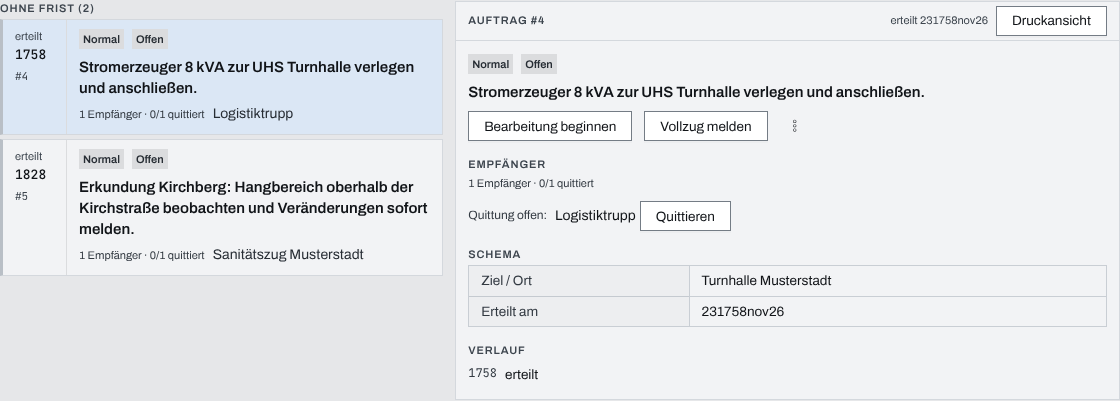 OHNE FRIST (2)
erteilt
1758
#4
Normal Offen
Stromerzeuger 8 kVA zur UHS Turnhalle verlegen
und anschließen.
1 Empfänger · 0/1 quittiert Logistiktrupp
erteilt
1828
#5
Normal Offen
Erkundung Kirchberg: Hangbereich oberhalb der
Kirchstraße beobachten und Veränderungen sofort
melden.
1 Empfänger · 0/1 quittiert Sanitätszug Musterstadt
AUFTRAG #4 erteilt 231758nov26 Druckansicht
Normal Offen
Stromerzeuger 8 kVA zur UHS Turnhalle verlegen und anschließen.
Bearbeitung beginnen Vollzug melden
EMPFÄNGER
1 Empfänger · 0/1 quittiert
Quittung offen: Logistiktrupp Quittieren
SCHEMA
Ziel / Ort Turnhalle Musterstadt
Erteilt am 231758nov26
VERLAUF
1758 erteilt